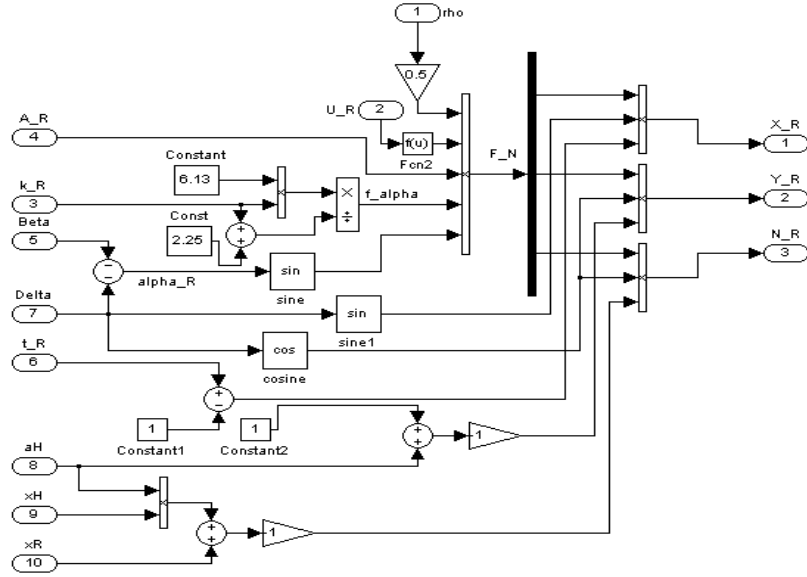 1
rho
0.5
U_R
2
A_R
4
f(u)
Fcn2
Constant
6.13
F_N
X_R
1
k_R
3
×
÷
f_alpha
Y_R
2
Const
2.25
+
+
Beta
5
−
−
alpha_R
sin
sine
N_R
3
Delta
7
sin
sine1
cos
cosine
t_R
6
+
−
1
Constant1
1
Constant2
+
+
-1
aH
8
×
xH
9
+
+
-1
xR
10